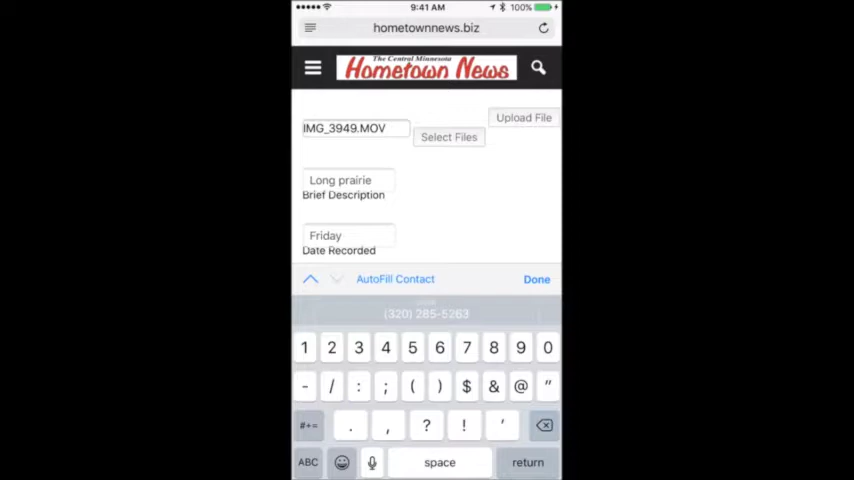 9:41 AM
100%
hometownnews.biz
The Central Minnesota
Hometown News
Upload File
IMG_3949.MOV
Select Files
Long prairie
Brief Description
Friday
Date Recorded
AutoFill Contact
Done
(320) 285-5263
1 2 3 4 5 6 7 8 9 0
- / : ; ( ) $ & @ "
#+= . , ? ! '
ABC space return